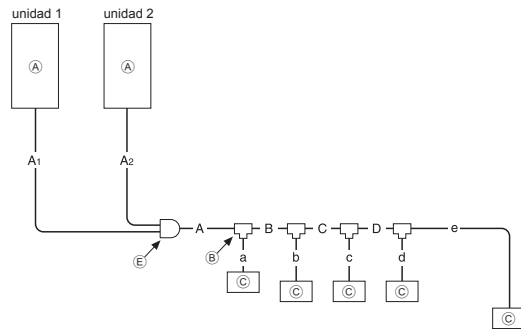 unidad 1 unidad 2
Ⓐ Ⓐ
A1 A2
A B C D e
Ⓔ Ⓑ a b c d
Ⓒ Ⓒ Ⓒ Ⓒ
Ⓒ